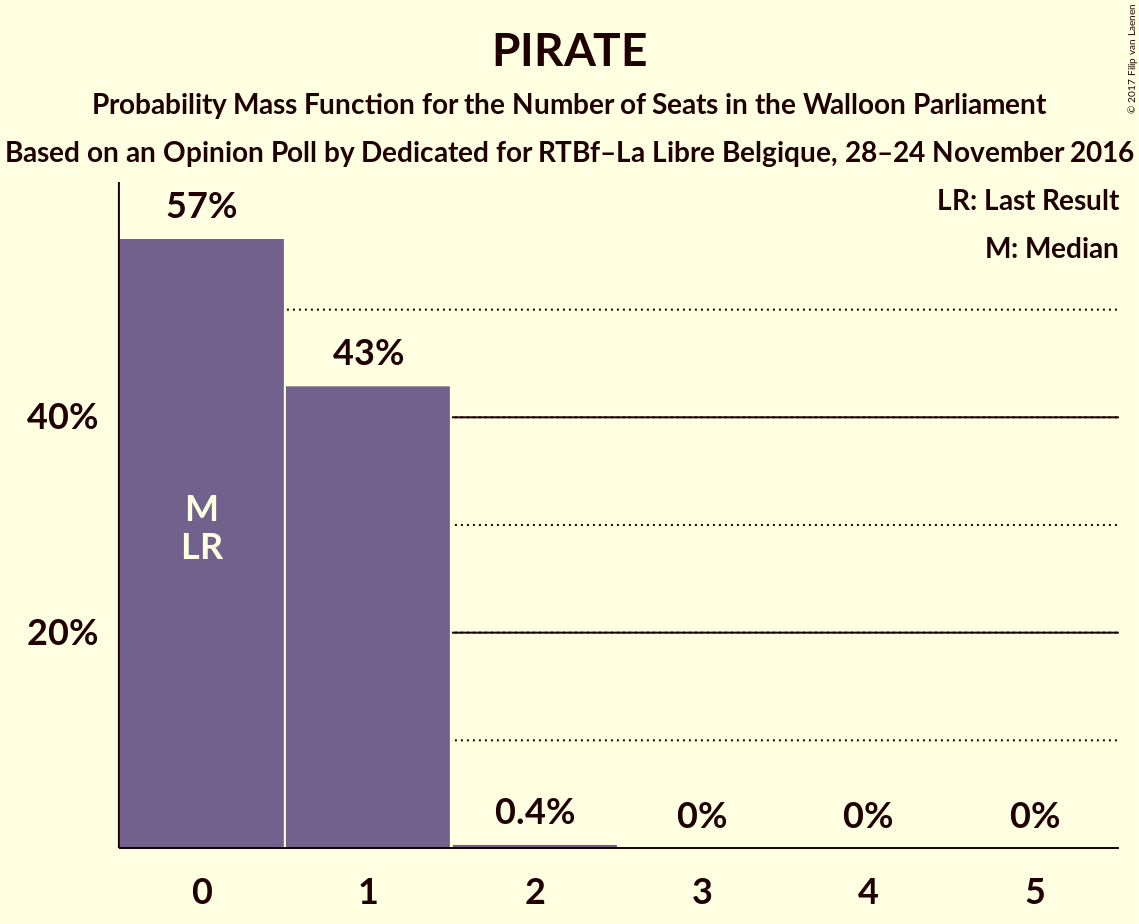 PIRATE
Probability Mass Function for the Number of Seats in the Walloon Parliament
Based on an Opinion Poll by Dedicated for RTBf–La Libre Belgique, 28–24 November 2016
© 2017 Filip van Laenen
LR: Last Result
M: Median
57%
43%
40%
M
LR
20%
0.4%
0%
0%
0%
0
1
2
3
4
5